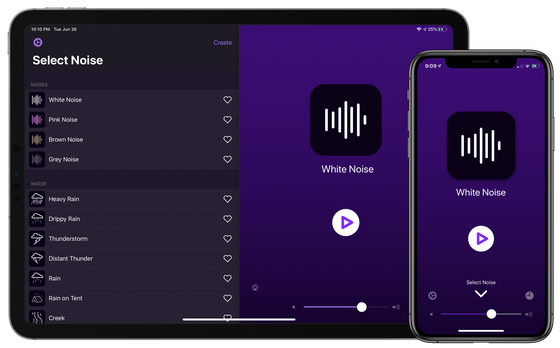 10:10 PM Tue Jun 30
25%
Create
Select Noise
NOISES
White Noise
Pink Noise
Brown Noise
Grey Noise
WATER
Heavy Rain
Drippy Rain
Thunderstorm
Distant Thunder
Rain
Rain on Tent
Creek
White Noise
9:09
White Noise
Select Noise